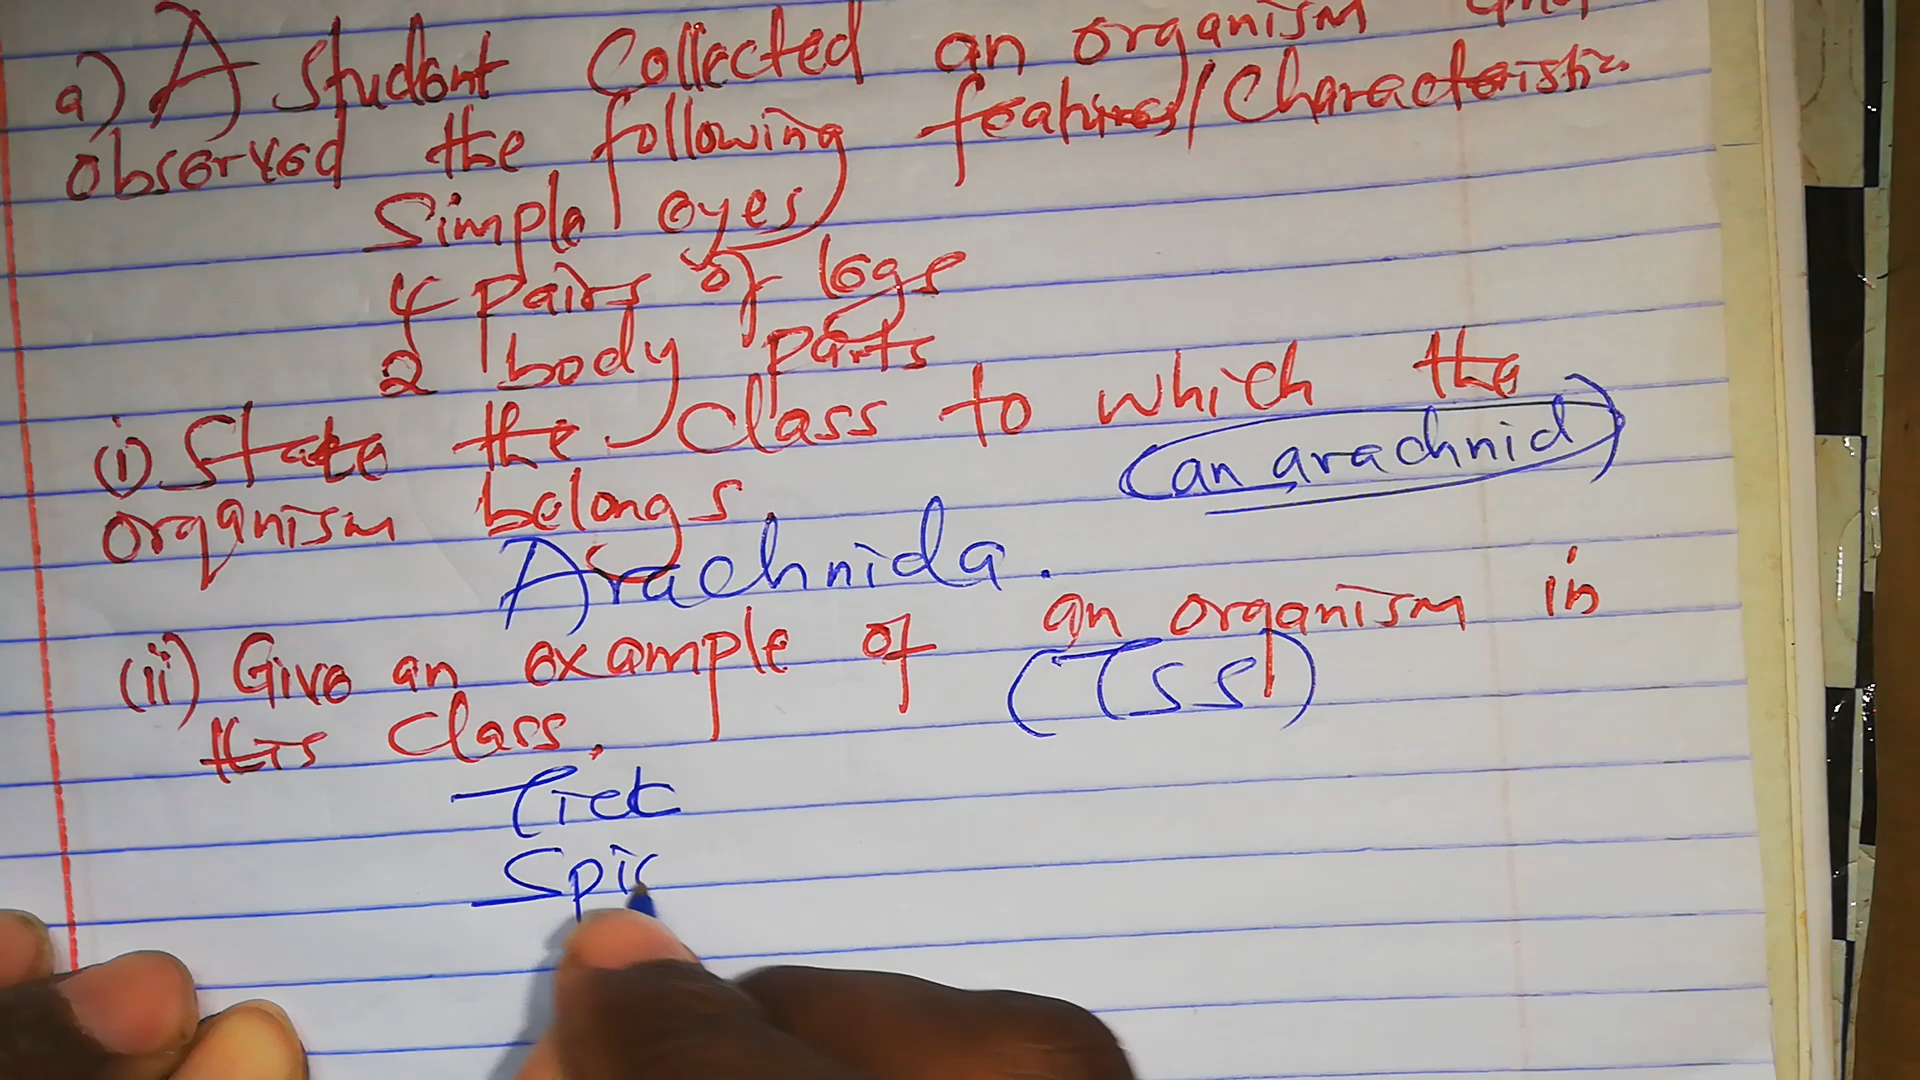 a) A student collected an organism and
observed the following features/characteristic
Simple eyes
4 pairs of legs
2 body parts
(i) State the class to which the
organism belongs
(an arachnid)
Arachnida.
(ii) Give an example of an organism in
this class.
(TSS)
Tick
Spid